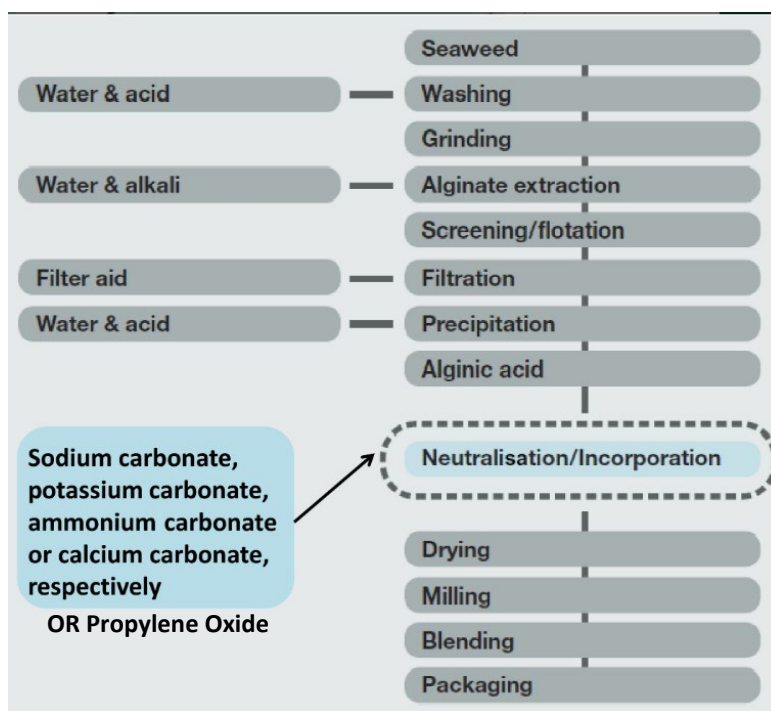 Seaweed
Water & acid
Washing
Grinding
Water & alkali
Alginate extraction
Screening/flotation
Filter aid
Filtration
Water & acid
Precipitation
Alginic acid
Sodium carbonate,
potassium carbonate,
ammonium carbonate
or calcium carbonate,
respectively
OR Propylene Oxide
Neutralisation/Incorporation
Drying
Milling
Blending
Packaging